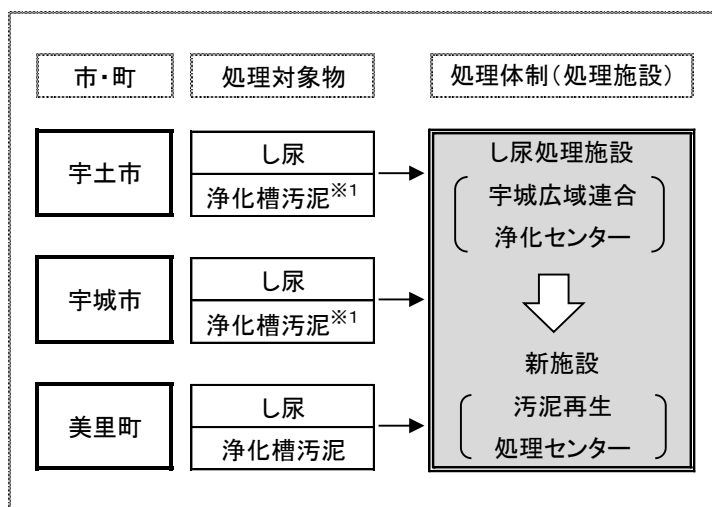 市・町
処理対象物
処理体制（処理施設）
宇土市
し尿
浄化槽汚泥※1
宇城市
し尿
浄化槽汚泥※1
美里町
し尿
浄化槽汚泥
し尿処理施設
宇城広域連合
浄化センター
新施設
汚泥再生
処理センター